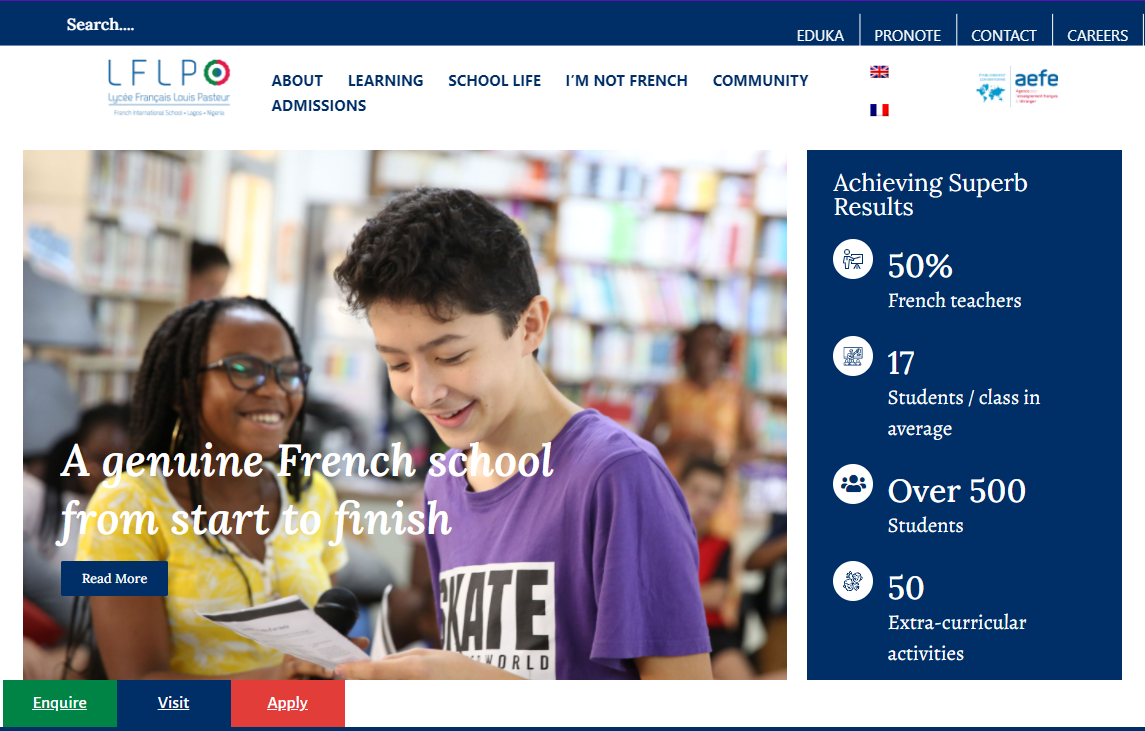 Search....
EDUKA
PRONOTE
CONTACT
CAREERS
LFLPO
Lycée Français Louis Pasteur
French International School • Lagos • Nigeria
ABOUT
LEARNING
SCHOOL LIFE
I'M NOT FRENCH
COMMUNITY
ADMISSIONS
aefe
A genuine French school
from start to finish
Read More
SKATE
WORLD
Achieving Superb
Results
50%
French teachers
17
Students / class in
average
Over 500
Students
50
Extra-curricular
activities
Enquire
Visit
Apply